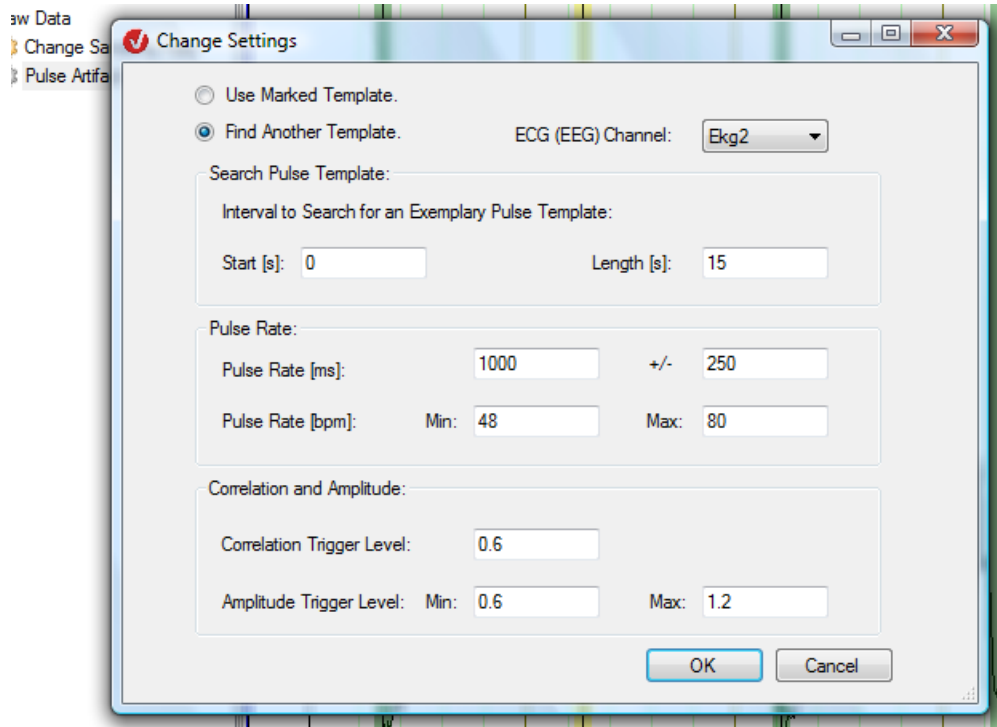 aw Data
Change Sa
Pulse Artifa
Change Settings
Use Marked Template.
Find Another Template. ECG (EEG) Channel: Ekg2
Search Pulse Template:
Interval to Search for an Exemplary Pulse Template:
Start [s]: 0 Length [s]: 15
Pulse Rate:
Pulse Rate [ms]: 1000 +/- 250
Pulse Rate [bpm]: Min: 48 Max: 80
Correlation and Amplitude:
Correlation Trigger Level: 0.6
Amplitude Trigger Level: Min: 0.6 Max: 1.2
OK Cancel